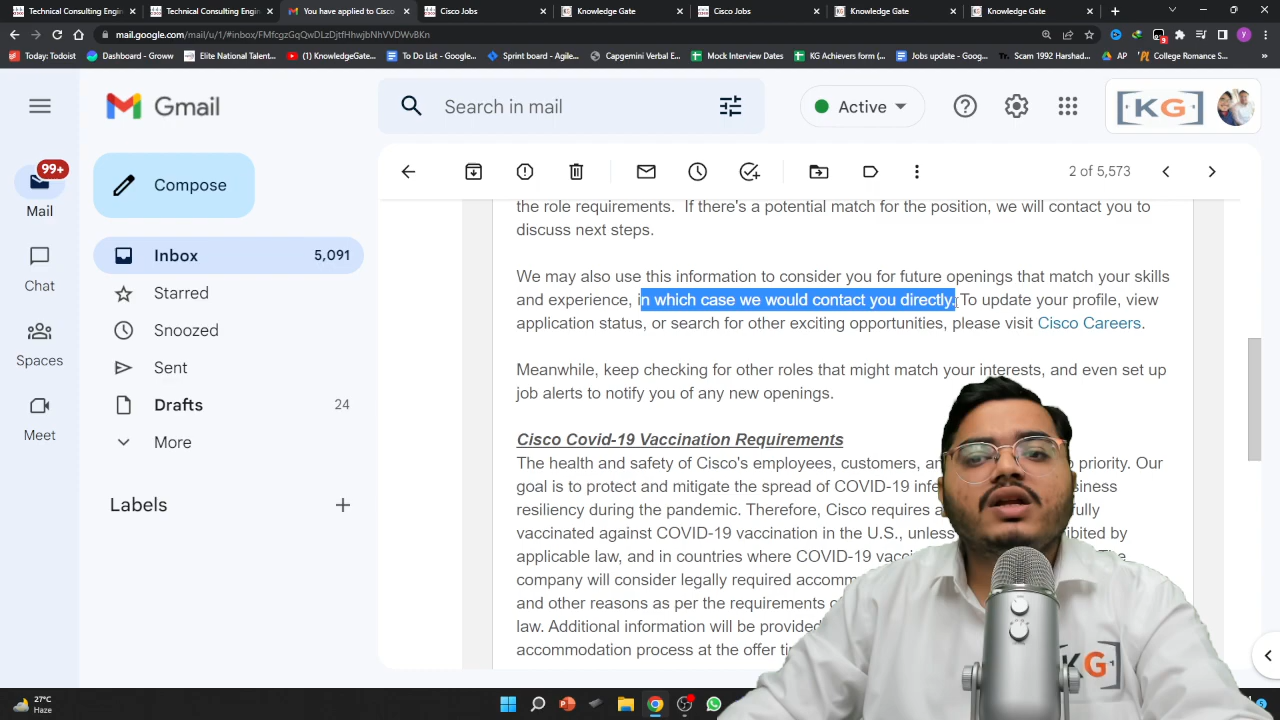 Technical Consulting Engin
Technical Consulting Engin
You have applied to Cisco
Cisco Jobs
Knowledge Gate
Cisco Jobs
Knowledge Gate
Knowledge Gate
mail.google.com/mail/u/1/#inbox/FMfcgzGqQwDLzDjtfHhwjbNhVVDWvBKn
Today: Todoist
Dashboard - Groww
Elite National Talent...
(1) KnowledgeGate...
To Do List - Google...
Sprint board - Agile...
Capgemini Verbal E...
Mock Interview Dates
KG Achievers form (...
Jobs update - Goog...
Scam 1992 Harshad...
AP
College Romance S...
Gmail
Search in mail
Active
KG
99+
Mail
Chat
Spaces
Meet
Compose
Inbox 5,091
Starred
Snoozed
Sent
Drafts 24
More
Labels
2 of 5,573
the role requirements. If there's a potential match for the position, we will contact you to
discuss next steps.
We may also use this information to consider you for future openings that match your skills
and experience, in which case we would contact you directly. To update your profile, view
application status, or search for other exciting opportunities, please visit Cisco Careers.
Meanwhile, keep checking for other roles that might match your interests, and even set up
job alerts to notify you of any new openings.
Cisco Covid-19 Vaccination Requirements
The health and safety of Cisco's employees, customers, priority. Our
goal is to protect and mitigate the spread of COVID-19
resiliency during the pandemic. Therefore, Cisco requires fully
vaccinated against COVID-19 vaccination in the U.S., unless
applicable law, and in countries where COVID-19
company will consider legally required
and other reasons as per the requirements
law. Additional information will be provided
accommodation process at the offer
KG
27°C
Haze